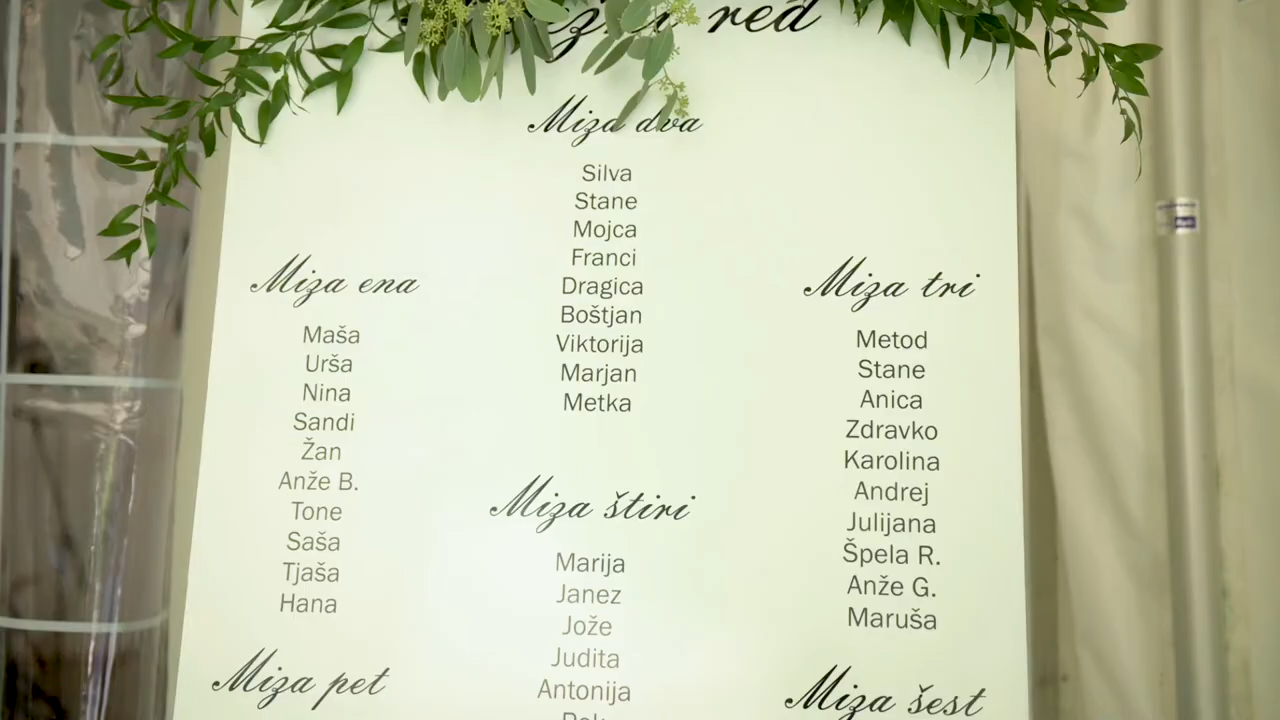 red
Miza dva
Silva
Stane
Mojca
Franci
Dragica
Boštjan
Viktorija
Marjan
Metka
Miza ena
Maša
Urša
Nina
Sandi
Žan
Anže B.
Tone
Saša
Tjaša
Hana
Miza tri
Metod
Stane
Anica
Zdravko
Karolina
Andrej
Julijana
Špela R.
Anže G.
Maruša
Miza štiri
Marija
Janez
Jože
Judita
Antonija
Miza pet
Miza šest